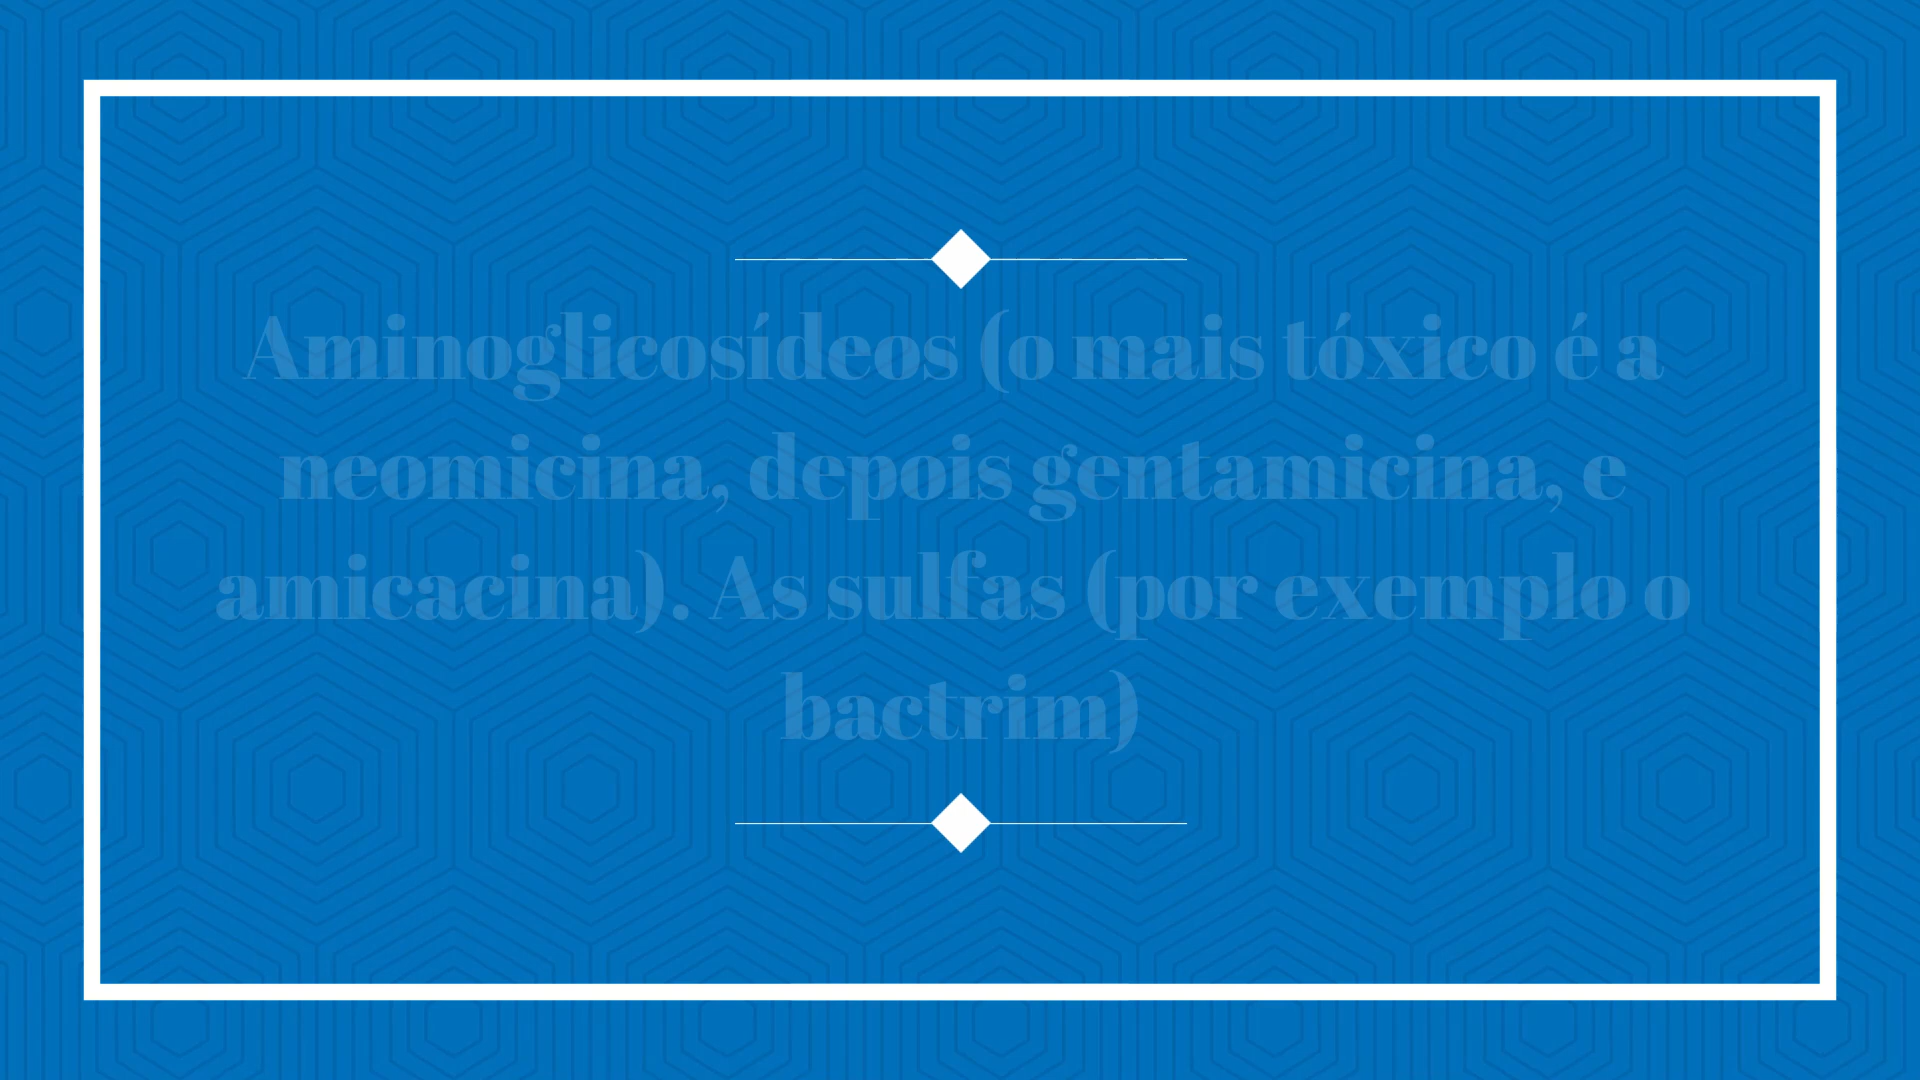 Aminoglicosídeos (o mais tóxico é a
neomicina, depois gentamicina, e
amicacina). As sulfas (por exemplo o
bactrim)